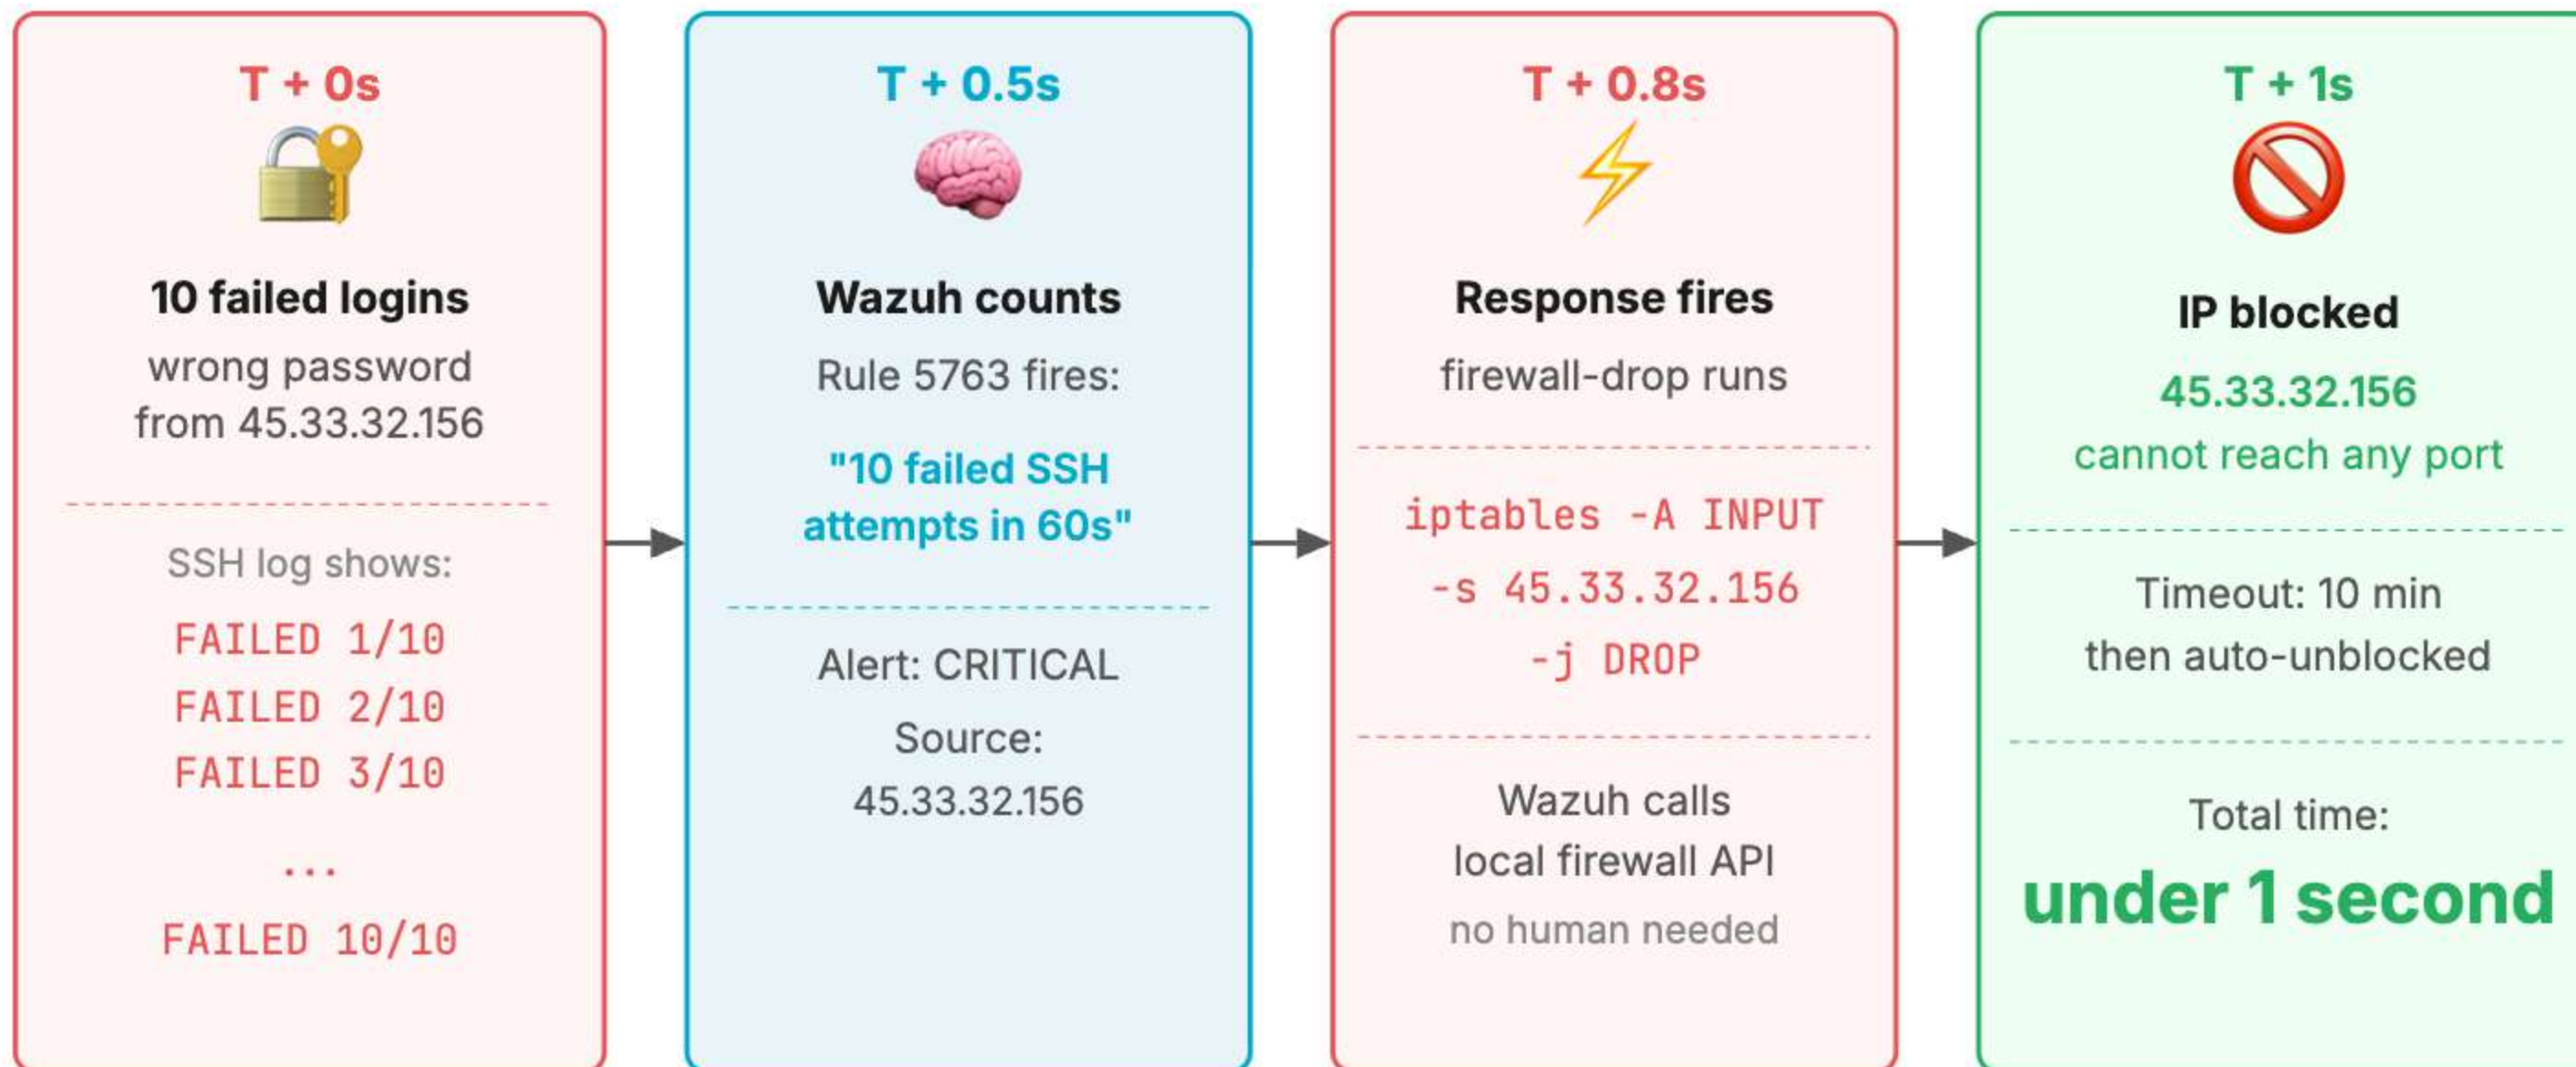 T + 0s
10 failed logins
wrong password
from 45.33.32.156
SSH log shows:
FAILED 1/10
FAILED 2/10
FAILED 3/10
...
FAILED 10/10
T + 0.5s
Wazuh counts
Rule 5763 fires:
"10 failed SSH
attempts in 60s"
Alert: CRITICAL
Source:
45.33.32.156
T + 0.8s
Response fires
firewall-drop runs
iptables -A INPUT
-s 45.33.32.156
-j DROP
Wazuh calls
local firewall API
no human needed
T + 1s
IP blocked
45.33.32.156
cannot reach any port
Timeout: 10 min
then auto-unblocked
Total time:
under 1 second